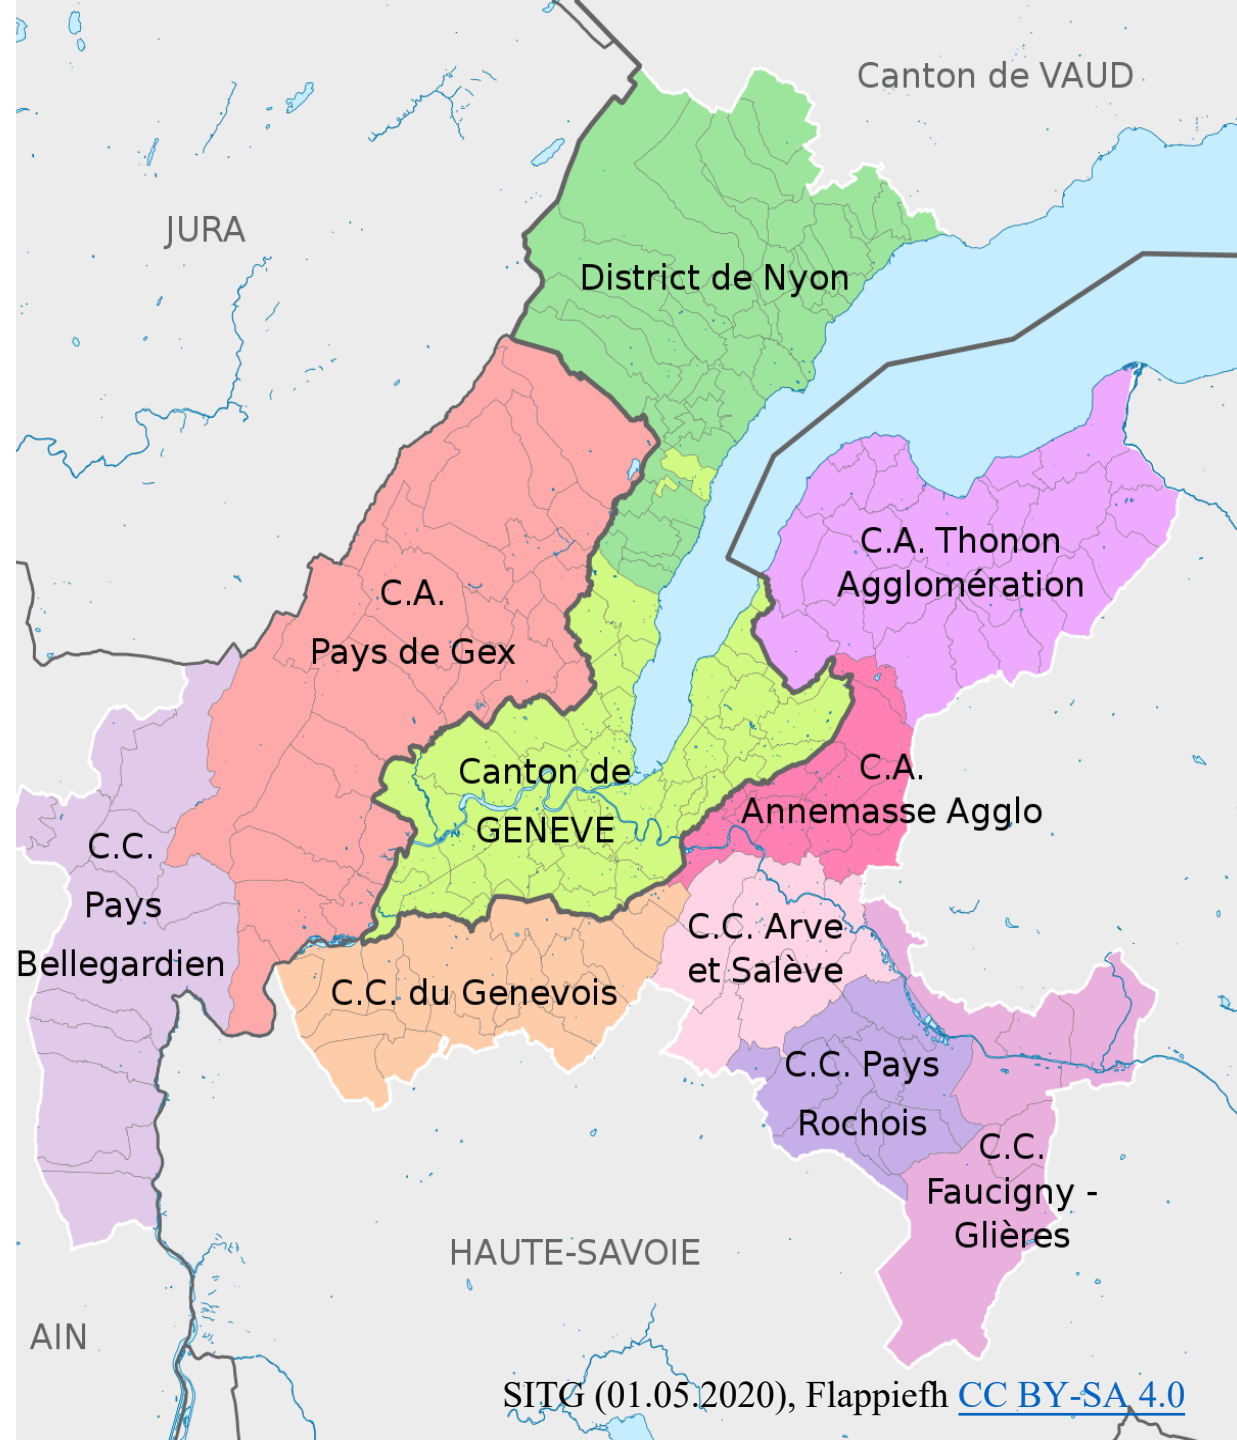 Canton de VAUD
JURA
District de Nyon
C.A. Thonon
Agglomération
C.A.
Pays de Gex
Canton de
GENEVE
C.A.
Annemasse Agglo
C.C.
Pays
Bellegardien
C.C. Arve
et Salève
C.C. du Genevois
C.C. Pays
Rochois
C.C.
Faucigny -
Glières
HAUTE-SAVOIE
AIN
SITG (01.05.2020), Flappiefh CC BY-SA 4.0